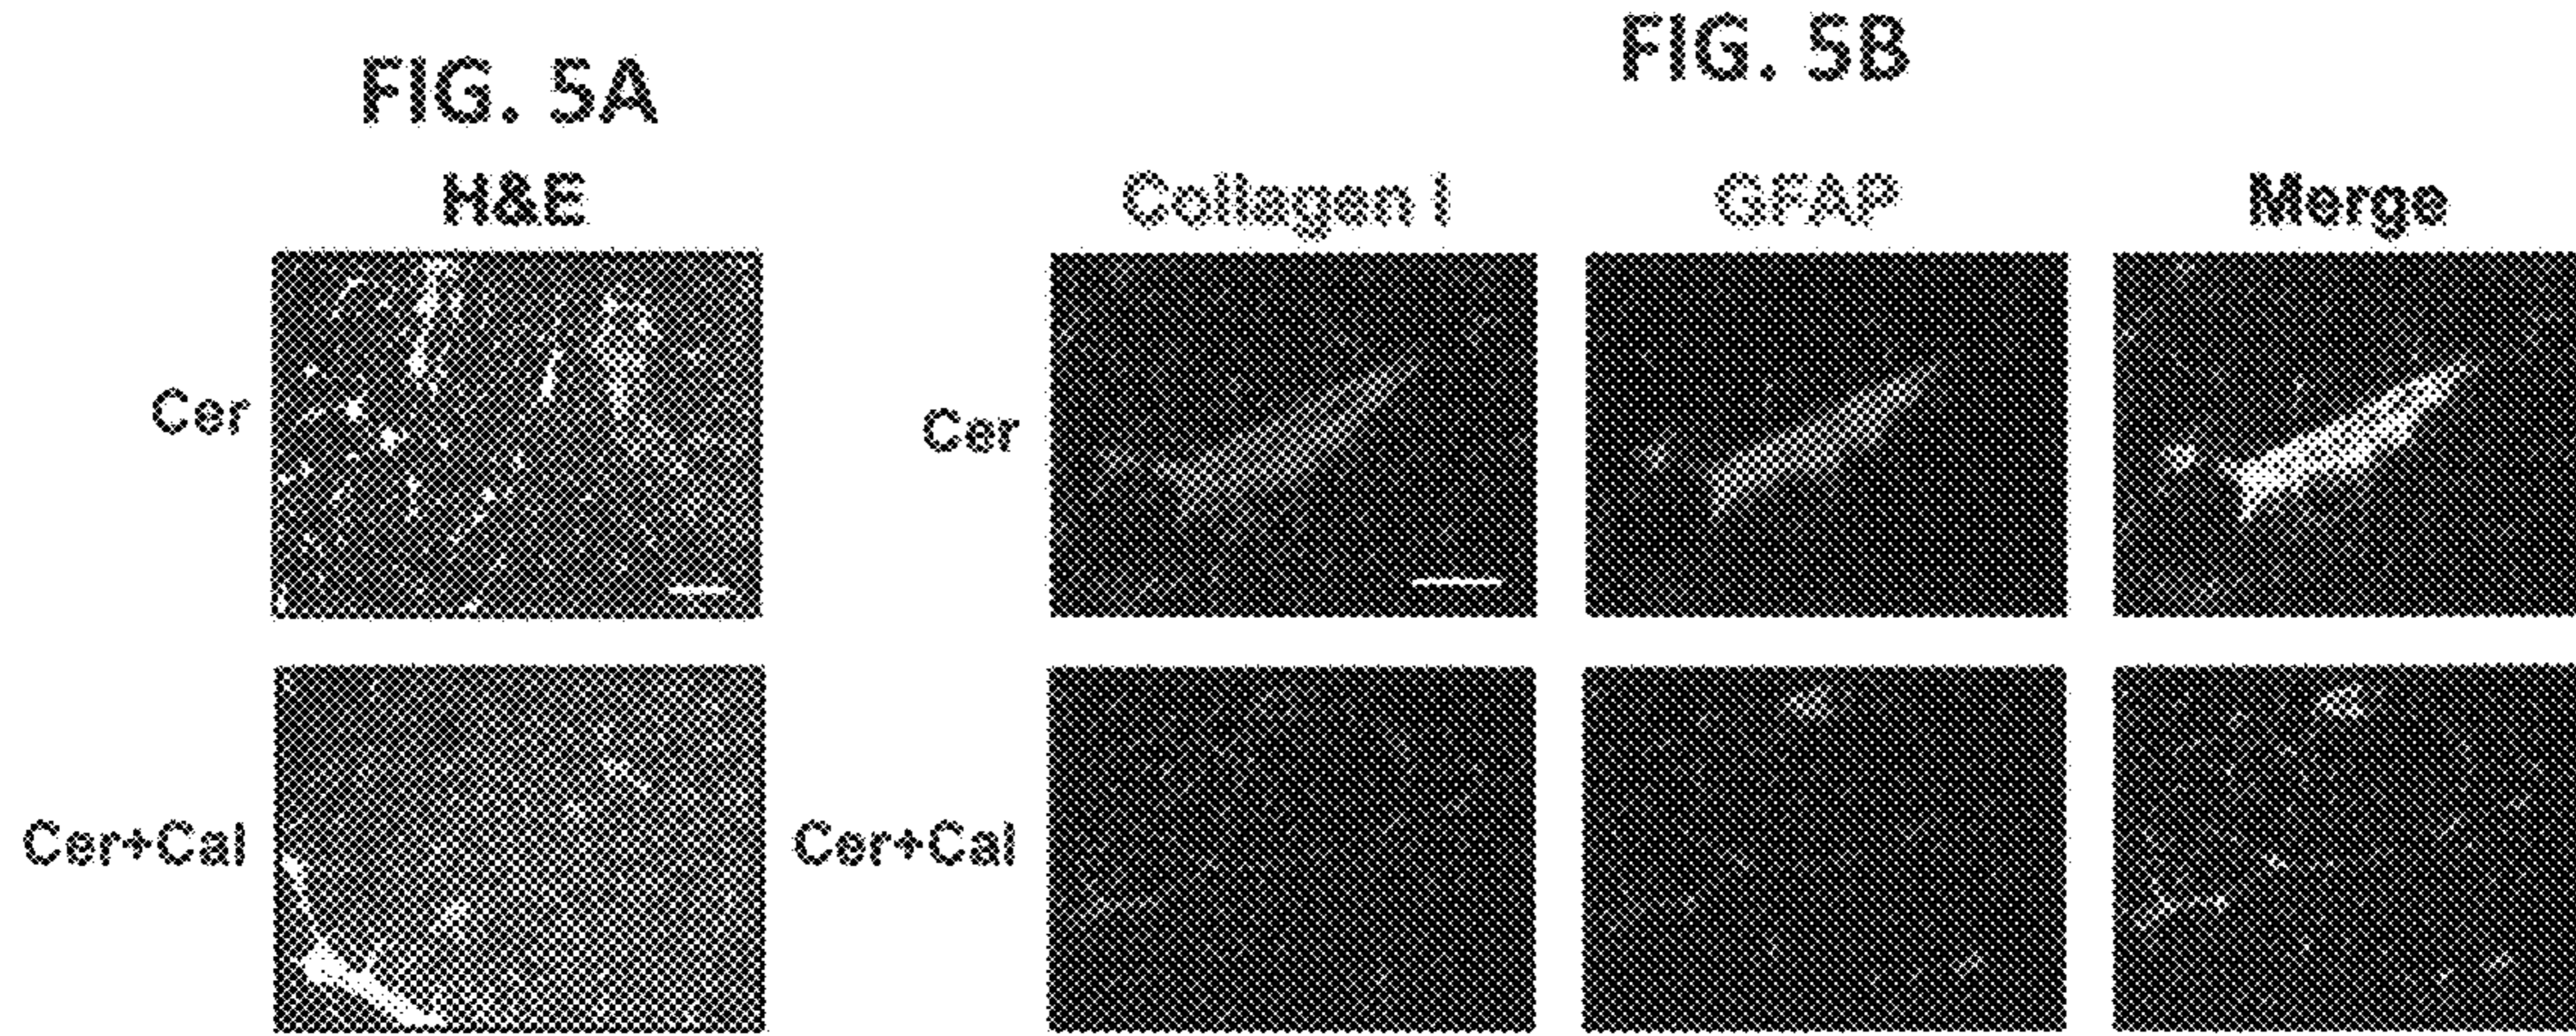 FIG. 5A
H&E
Cer
Cer+Cal
FIG. 5B
Collagen I
GFAP
Merge
Cer
Cer+Cal